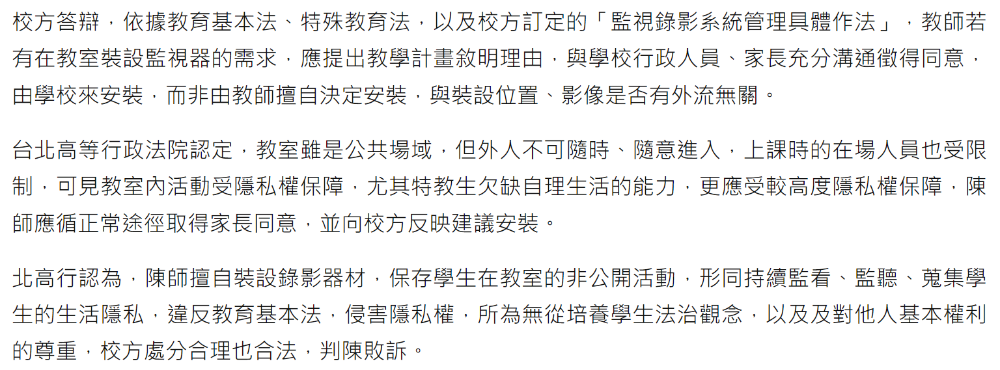 校方答辯，依據教育基本法、特殊教育法，以及校方訂定的「監視錄影系統管理具體作法」，教師若
有在教室裝設監視器的需求，應提出教學計畫敘明理由，與學校行政人員、家長充分溝通徵得同意，
由學校來安裝，而非由教師擅自決定安裝，與裝設位置、影像是否有外流無關。
台北高等行政法院認定，教室雖是公共場域，但外人不可隨時、隨意進入，上課時的在場人員也受限
制，可見教室內活動受隱私權保障，尤其特教生欠缺自理生活的能力，更應受較高度隱私權保障，陳
師應循正常途徑取得家長同意，並向校方反映建議安裝。
北高行認為，陳師擅自裝設錄影器材，保存學生在教室的非公開活動，形同持續監看、監聽、蒐集學
生的生活隱私，違反教育基本法，侵害隱私權，所為無從培養學生法治觀念，以及及對他人基本權利
的尊重，校方處分合理也合法，判陳敗訴。